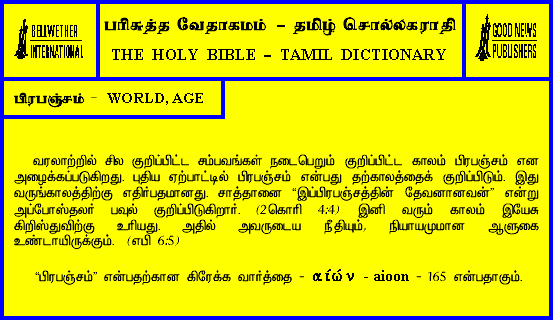 BELLWETHER
INTERNATIONAL
பரிசுத்த வேதாகமம் – தமிழ் சொல்லகராதி
THE HOLY BIBLE – TAMIL DICTIONARY
GOOD NEWS
PUBLISHERS
பிரபஞ்சம் – WORLD, AGE
வரலாற்றில் சில குறிப்பிட்ட சம்பவங்கள் நடைபெறும் குறிப்பிட்ட காலம் பிரபஞ்சம் என
அழைக்கப்படுகிறது. புதிய ஏற்பாட்டில் பிரபஞ்சம் என்பது தற்காலத்தைக் குறிப்பிடும். இது
வருங்காலத்திற்கு எதிர்பதமானது. சாத்தானை “இப்பிரபஞ்சத்தின் தேவனானவன்” என்று
அப்போஸ்தலர் பவுல் குறிப்பிடுகிறார். (2கொரி 4:4) இனி வரும் காலம் இயேசு
கிறிஸ்துவிற்கு உரியது. அதில் அவருடைய நீதியும், நியாயமுமான ஆளுகை
உண்டாயிருக்கும். (எபி 6:5)
“பிரபஞ்சம்” என்பதற்கான கிரேக்க வார்த்தை – αίών – aioon – 165 என்பதாகும்.